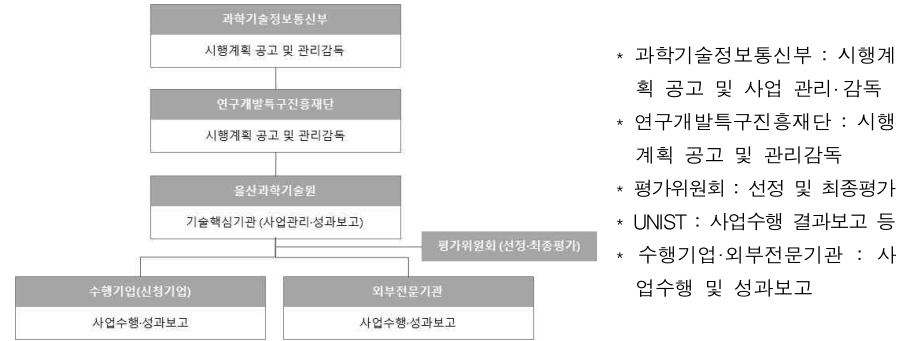 과학기술정보통신부
시행계획 공고 및 관리감독
연구개발특구진흥재단
시행계획 공고 및 관리감독
울산과학기술원
기술핵심기관 (사업관리·성과보고)
평가위원회 (선정·최종평가)
수행기업(신청기업)
사업수행·성과보고
외부전문기관
사업수행·성과보고
* 과학기술정보통신부 : 시행계
획 공고 및 사업 관리·감독
* 연구개발특구진흥재단 : 시행
계획 공고 및 관리감독
* 평가위원회 : 선정 및 최종평가
* UNIST : 사업수행 결과보고 등
* 수행기업·외부전문기관 : 사
업수행 및 성과보고